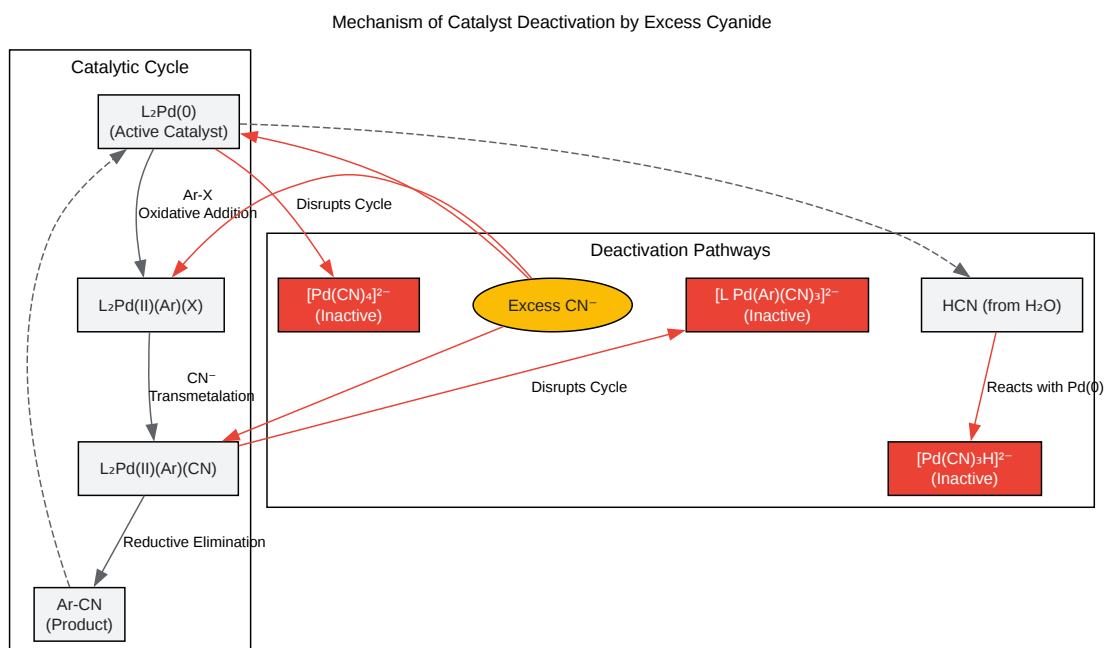 Mechanism of Catalyst Deactivation by Excess Cyanide
Catalytic Cycle
L₂Pd(0)
(Active Catalyst)
Ar-X
Oxidative Addition
Disrupts Cycle
Deactivation Pathways
L₂Pd(II)(Ar)(X)
[Pd(CN)₄]²⁻
(Inactive)
Excess CN⁻
[L Pd(Ar)(CN)₃]²⁻
(Inactive)
HCN (from H₂O)
CN⁻
Transmetalation
Disrupts Cycle
Reacts with Pd(0)
L₂Pd(II)(Ar)(CN)
[Pd(CN)₃H]²⁻
(Inactive)
Reductive Elimination
Ar-CN
(Product)